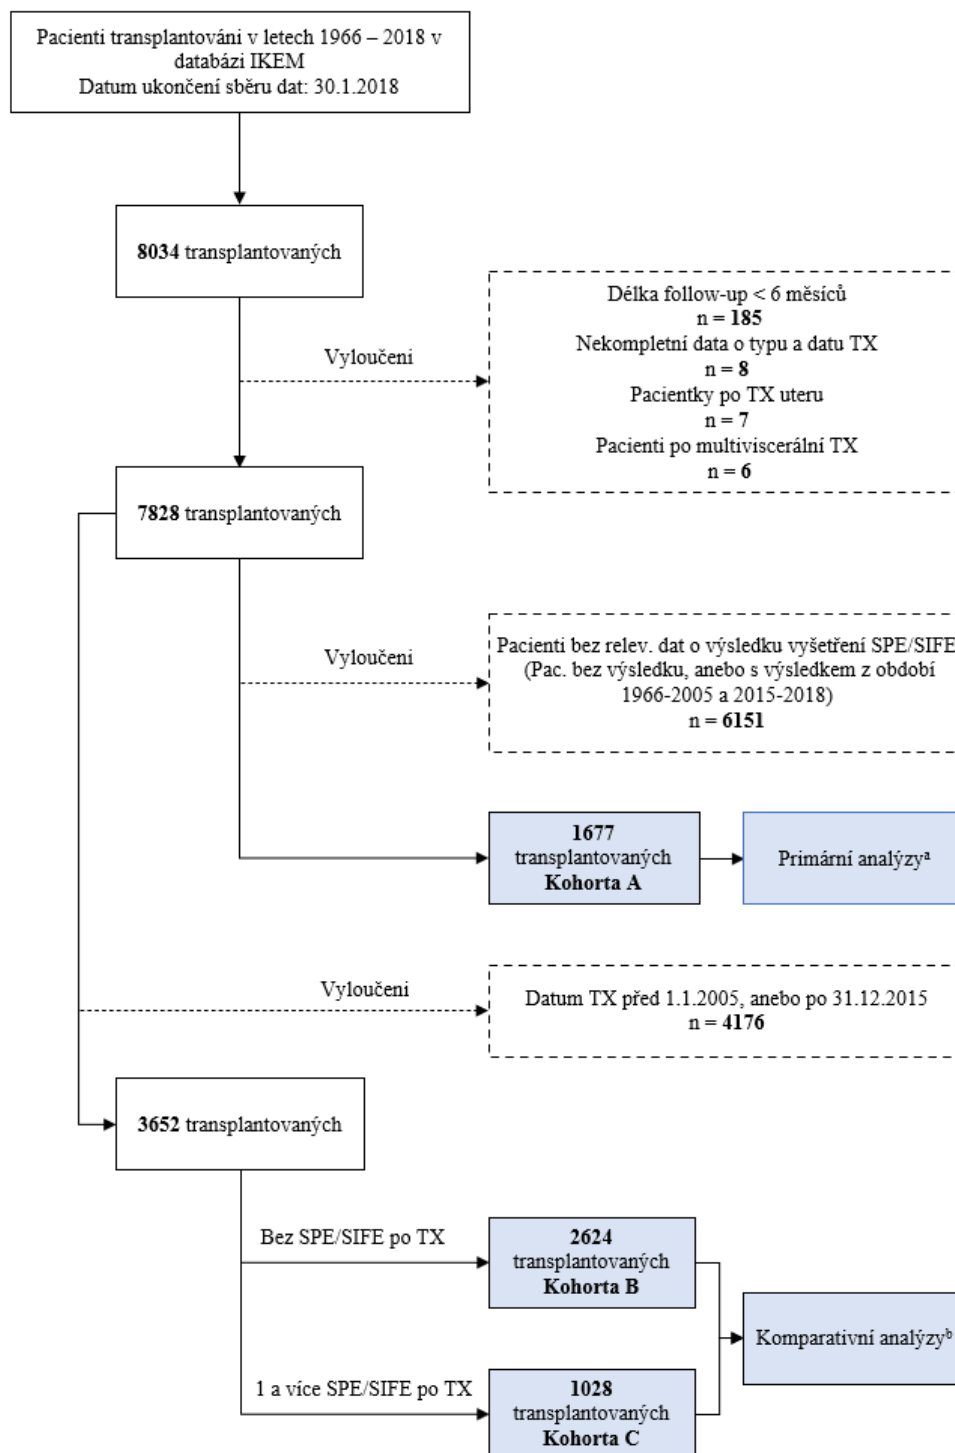 Pacienti transplantováni v letech 1966 – 2018 v
databázi IKEM
Datum ukončení sběru dat: 30.1.2018
8034 transplantovaných
Vyloučeni
Délka follow-up < 6 měsíců
n = 185
Nekompletní data o typu a datu TX
n = 8
Pacientky po TX uteru
n = 7
Pacienti po multiviscerální TX
n = 6
7828 transplantovaných
Vyloučeni
Pacienti bez relev. dat o výsledku vyšetření SPE/SIFE
(Pac. bez výsledku, anebo s výsledkem z období
1966-2005 a 2015-2018)
n = 6151
1677
transplantovaných
Kohorta A
Primární analýzyᵃ
Vyloučeni
Datum TX před 1.1.2005, anebo po 31.12.2015
n = 4176
3652 transplantovaných
Bez SPE/SIFE po TX
2624
transplantovaných
Kohorta B
Komparativní analýzyᵇ
1 a více SPE/SIFE po TX
1028
transplantovaných
Kohorta C